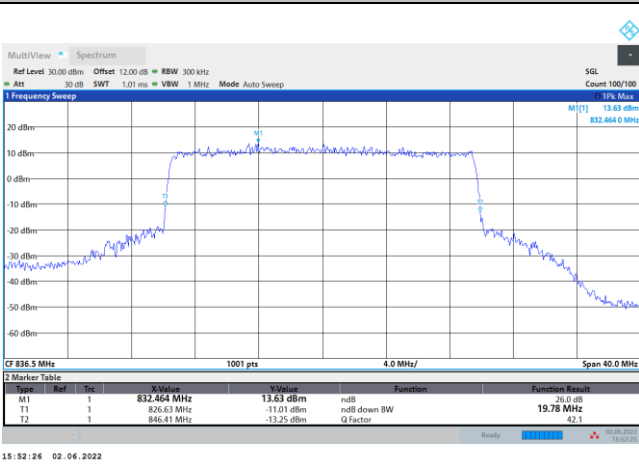 MultiView Spectrum
Ref Level 30.00 dBm Offset 12.00 dB RBW 300 kHz SGL
Att 30 dB SWT 1.01 ms VBW 1 MHz Mode Auto Sweep Count 100/100
1 Frequency Sweep 1Pk Max
M1[1] 13.63 dBm
832.464 0 MHz
20 dBm
M1
10 dBm
0 dBm
T1
T2
-10 dBm
-20 dBm
-30 dBm
-40 dBm
-50 dBm
-60 dBm
CF 836.5 MHz 1001 pts 4.0 MHz/ Span 40.0 MHz
2 Marker Table
Type Ref Trc X-Value Y-Value Function Function Result
M1 1 832.464 MHz 13.63 dBm ndB 26.0 dB
T1 1 826.63 MHz -11.01 dBm ndB down BW 19.78 MHz
T2 1 846.41 MHz -13.25 dBm Q Factor 42.1
Ready 02.06.2022
15:52:25
15:52:26 02.06.2022